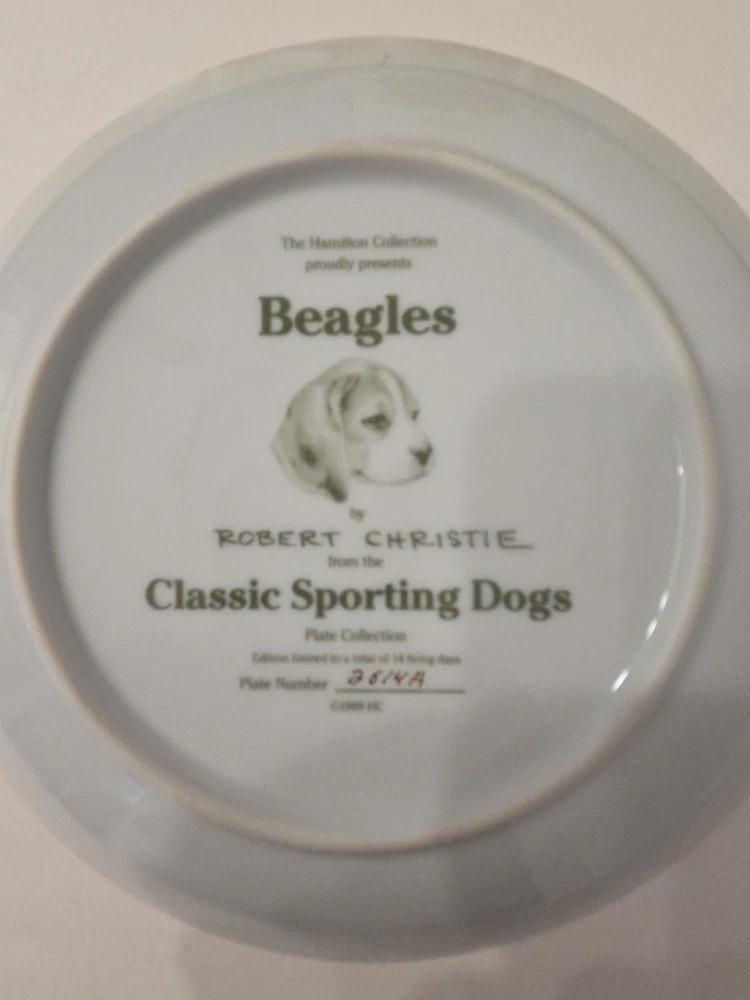 The Hamilton Collection
proudly presents
Beagles
by
ROBERT CHRISTIE
from the
Classic Sporting Dogs
Plate Collection
Edition limited to a total of 14 firing days
Plate Number 2614A
©1989 HC